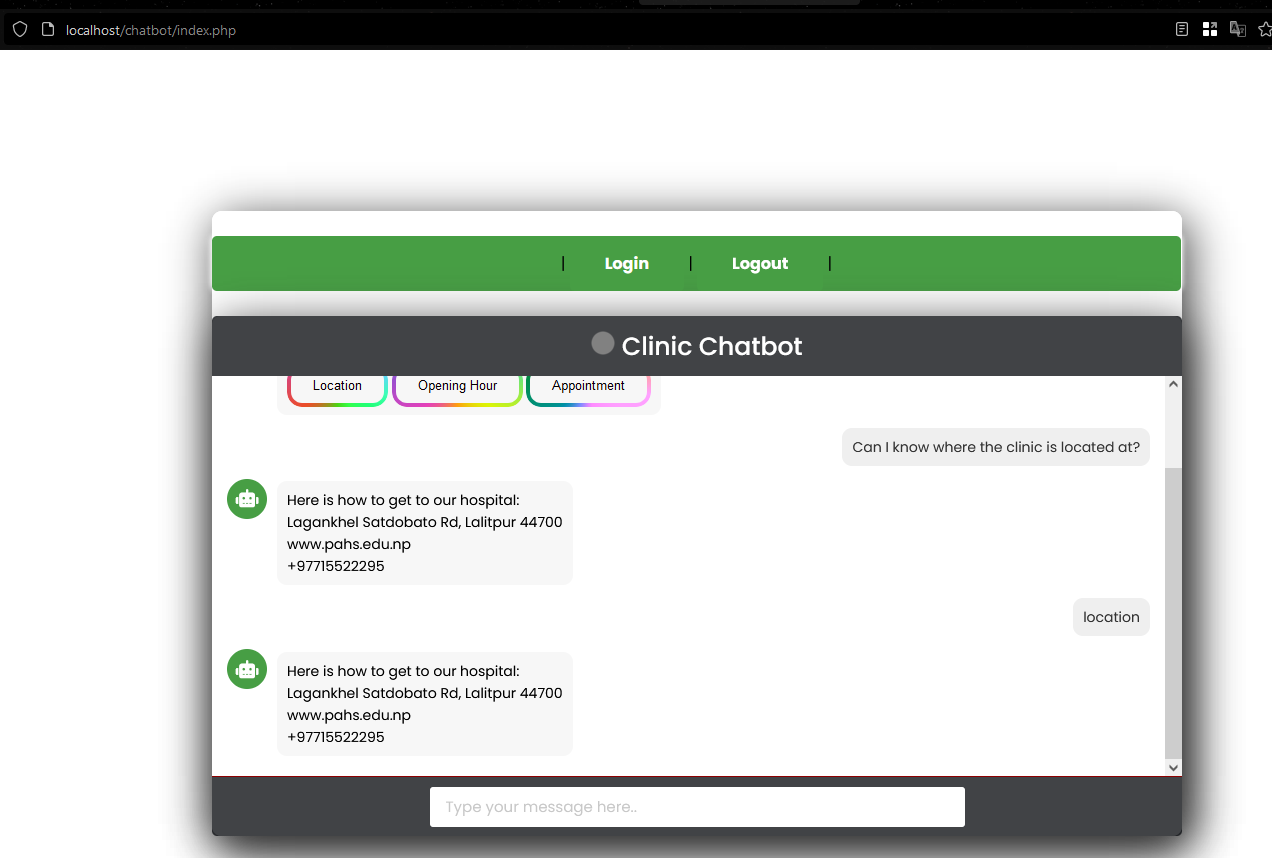 localhost/chatbot/index.php
| Login | Logout |
Clinic Chatbot
Location Opening Hour Appointment
Can I know where the clinic is located at?
Here is how to get to our hospital:
Lagankhel Satdobato Rd, Lalitpur 44700
www.pahs.edu.np
+97715522295
location
Here is how to get to our hospital:
Lagankhel Satdobato Rd, Lalitpur 44700
www.pahs.edu.np
+97715522295
Type your message here..